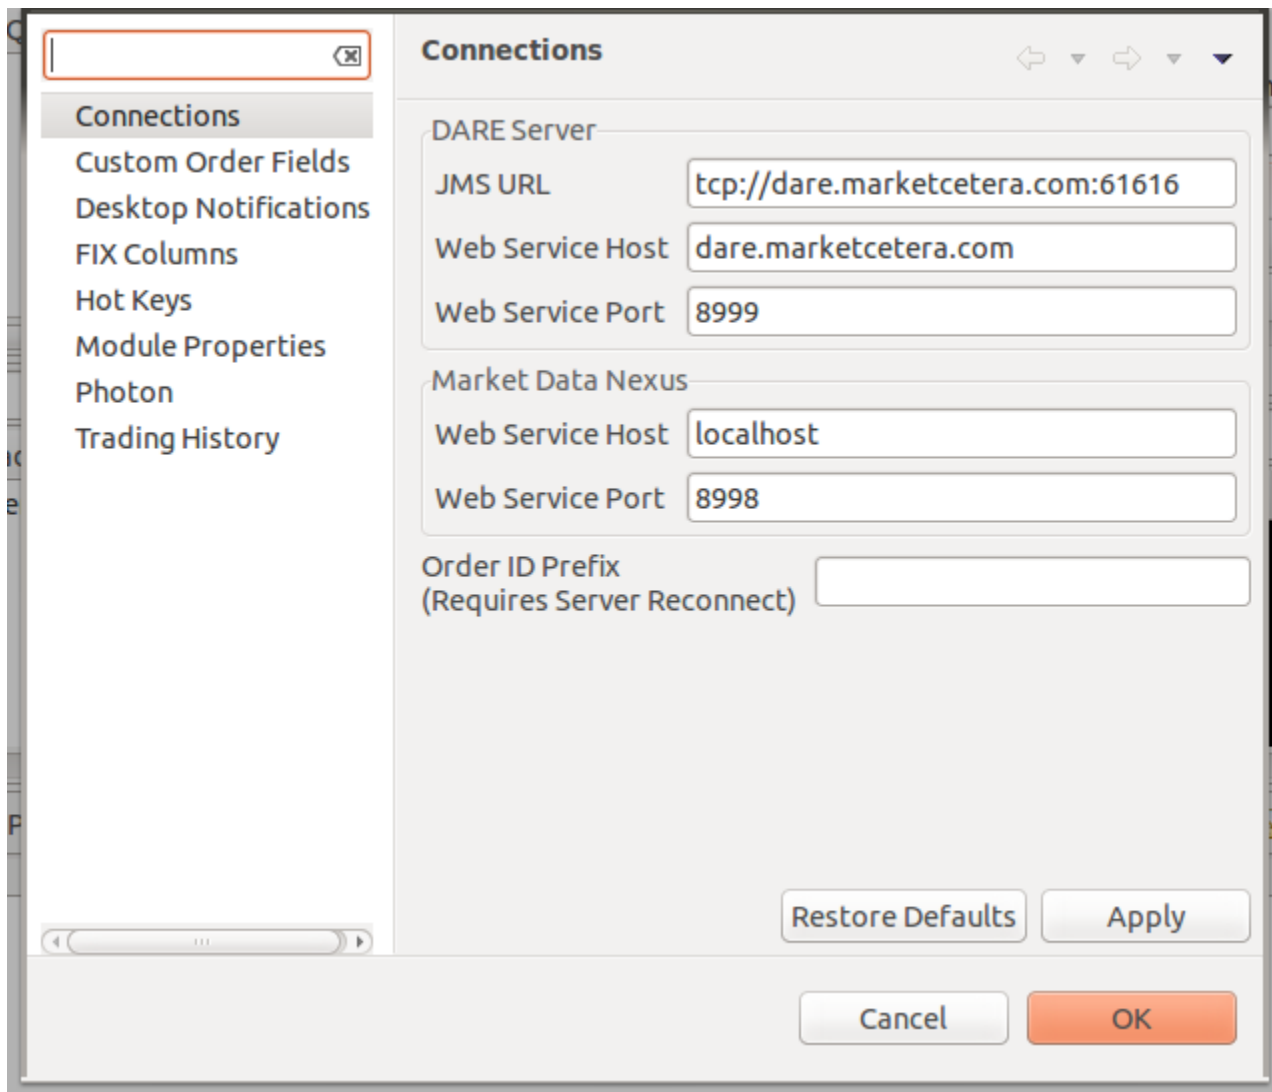 Connections
Custom Order Fields
Desktop Notifications
FIX Columns
Hot Keys
Module Properties
Photon
Trading History
Connections
DARE Server
JMS URL tcp://dare.marketcetera.com:61616
Web Service Host dare.marketcetera.com
Web Service Port 8999
Market Data Nexus
Web Service Host localhost
Web Service Port 8998
Order ID Prefix
(Requires Server Reconnect)
Restore Defaults Apply
Cancel OK